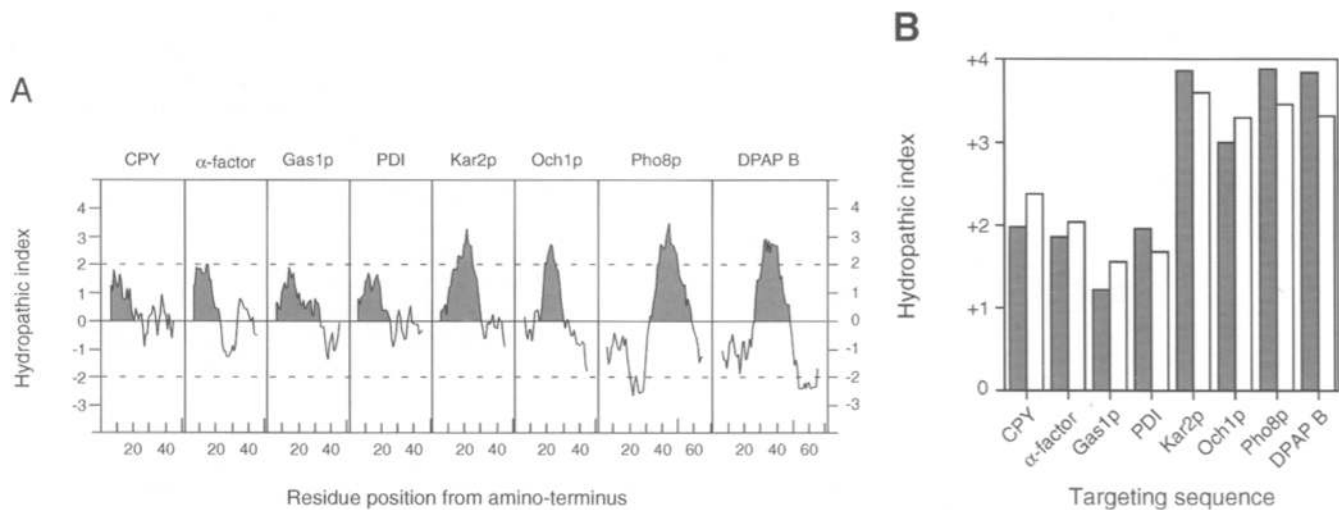 A
CPY α-factor Gas1p PDI Kar2p Och1p Pho8p DPAP B
Hydropathic index
4 4
3 3
2 2
1 1
0 0
-1 -1
-2 -2
-3 -3
20 40 20 40 20 40 20 40 20 40 20 40 20 40 60 20 40 60
Residue position from amino-terminus
B
Hydropathic index
+4
+3
+2
+1
0
CPY α-factor Gas1p PDI Kar2p Och1p Pho8p DPAP B
Targeting sequence